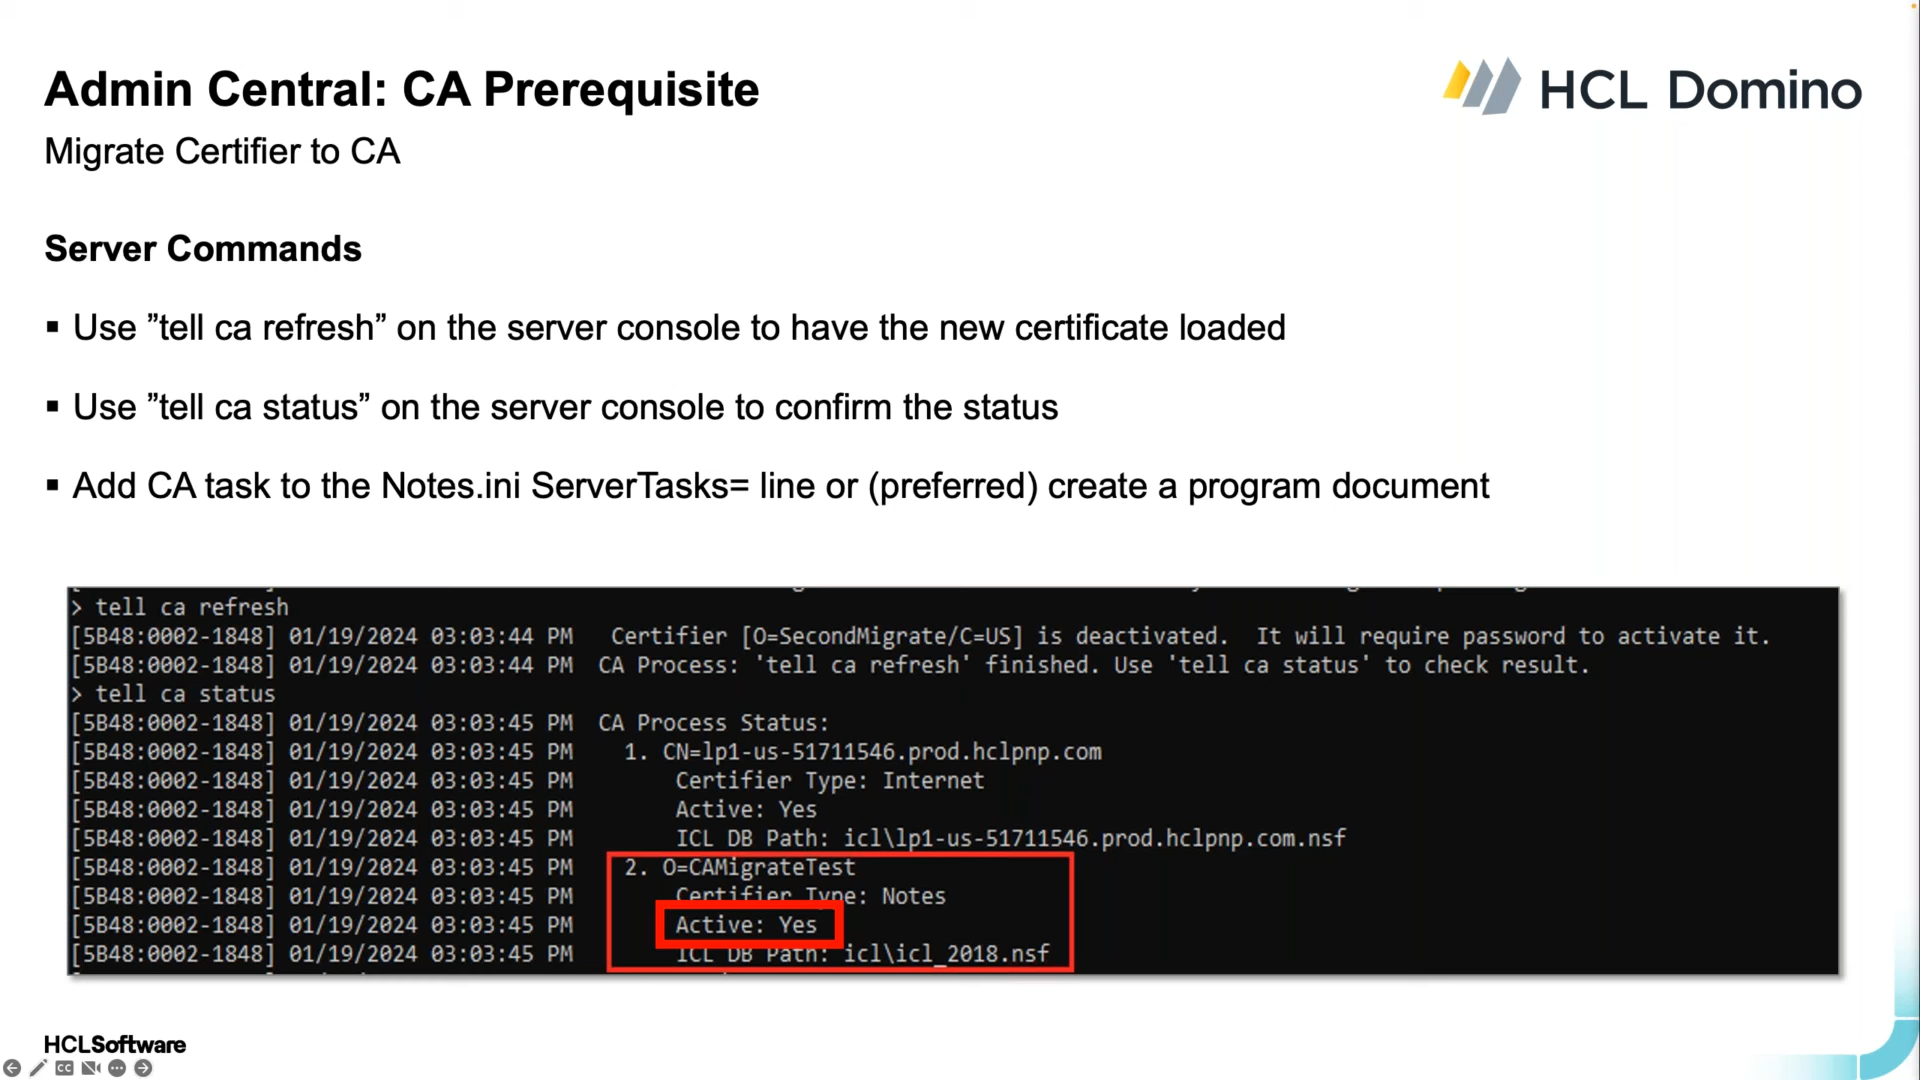 Admin Central: CA Prerequisite
HCL Domino
Migrate Certifier to CA
Server Commands
▪ Use ”tell ca refresh” on the server console to have the new certificate loaded
▪ Use ”tell ca status” on the server console to confirm the status
▪ Add CA task to the Notes.ini ServerTasks= line or (preferred) create a program document
> tell ca refresh
[5B48:0002-1848] 01/19/2024 03:03:44 PM   Certifier [O=SecondMigrate/C=US] is deactivated.  It will require password to activate it.
[5B48:0002-1848] 01/19/2024 03:03:44 PM  CA Process: 'tell ca refresh' finished. Use 'tell ca status' to check result.
> tell ca status
[5B48:0002-1848] 01/19/2024 03:03:45 PM  CA Process Status:
[5B48:0002-1848] 01/19/2024 03:03:45 PM    1. CN=lp1-us-51711546.prod.hclpnp.com
[5B48:0002-1848] 01/19/2024 03:03:45 PM        Certifier Type: Internet
[5B48:0002-1848] 01/19/2024 03:03:45 PM        Active: Yes
[5B48:0002-1848] 01/19/2024 03:03:45 PM        ICL DB Path: icl\lp1-us-51711546.prod.hclpnp.com.nsf
[5B48:0002-1848] 01/19/2024 03:03:45 PM    2. O=CAMigrateTest
[5B48:0002-1848] 01/19/2024 03:03:45 PM        Certifier Type: Notes
[5B48:0002-1848] 01/19/2024 03:03:45 PM        Active: Yes
[5B48:0002-1848] 01/19/2024 03:03:45 PM        ICL DB Path: icl\icl_2018.nsf
HCLSoftware
CC